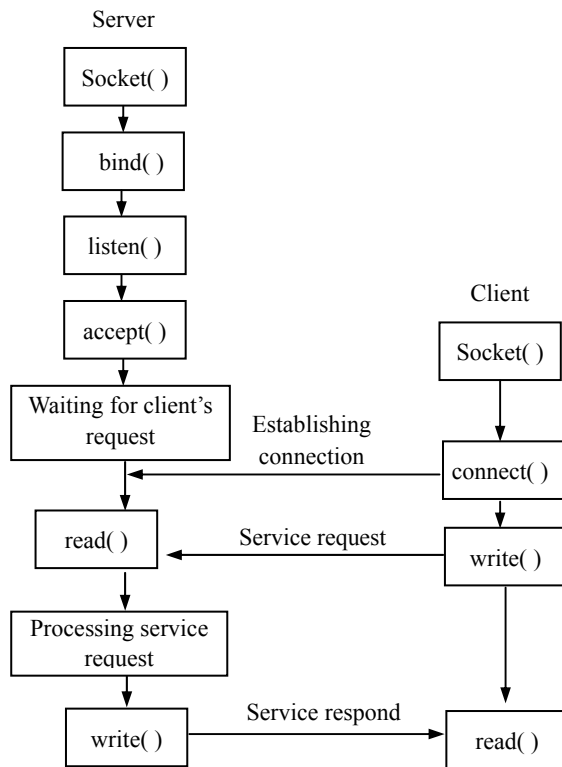 Server
Socket( )
bind( )
listen( )
accept( )
Waiting for client’s
request
read( )
Processing service
request
write( )
Establishing
connection
Service request
Service respond
Client
Socket( )
connect( )
write( )
read( )